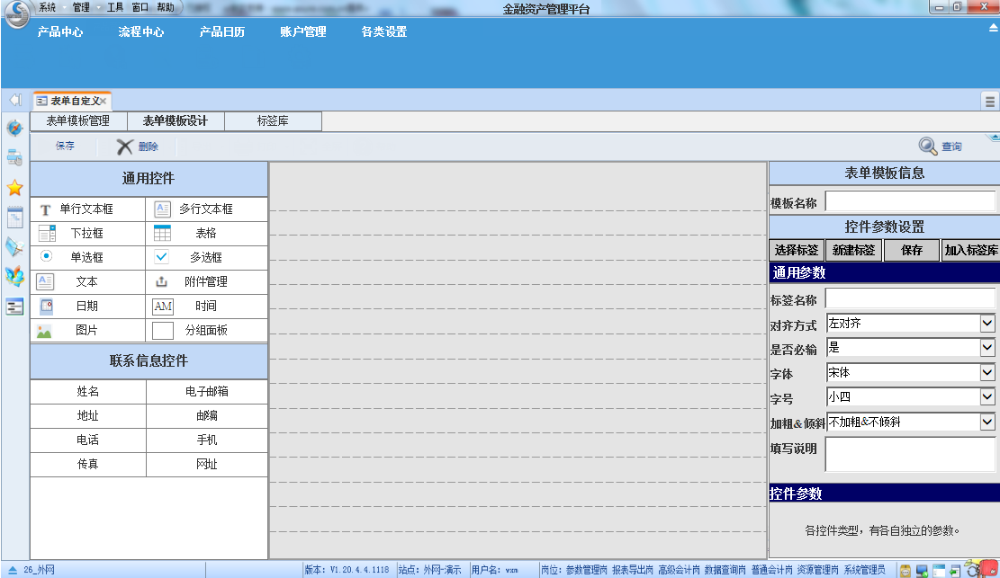 系统 管理 工具 窗口 帮助
金融资产管理平台
产品中心 流程中心 产品日历 账户管理 各类设置
表单自定义
表单模板管理 表单模板设计 标签库
保存 删除 查询
通用控件
T 单行文本框 多行文本框
下拉框 表格
单选框 多选框
文本 附件管理
日期 AM 时间
图片 分组面板
联系信息控件
姓名 电子邮箱
地址 邮编
电话 手机
传真 网址
表单模板信息
模板名称
控件参数设置
选择标签 新建标签 保存 加入标签库
通用参数
标签名称
对齐方式 左对齐
是否必输 是
字体 宋体
字号 小四
加粗&倾斜 不加粗&不倾斜
填写说明
控件参数
各控件类型，有各自独立的参数。
26_外网 版本：V1.20.4.4.1118 站点：外网-演示 用户名：wxm 岗位：参数管理岗 报表导出岗 高级会计岗 数据查询岗 普通会计岗 资源管理岗 系统管理员